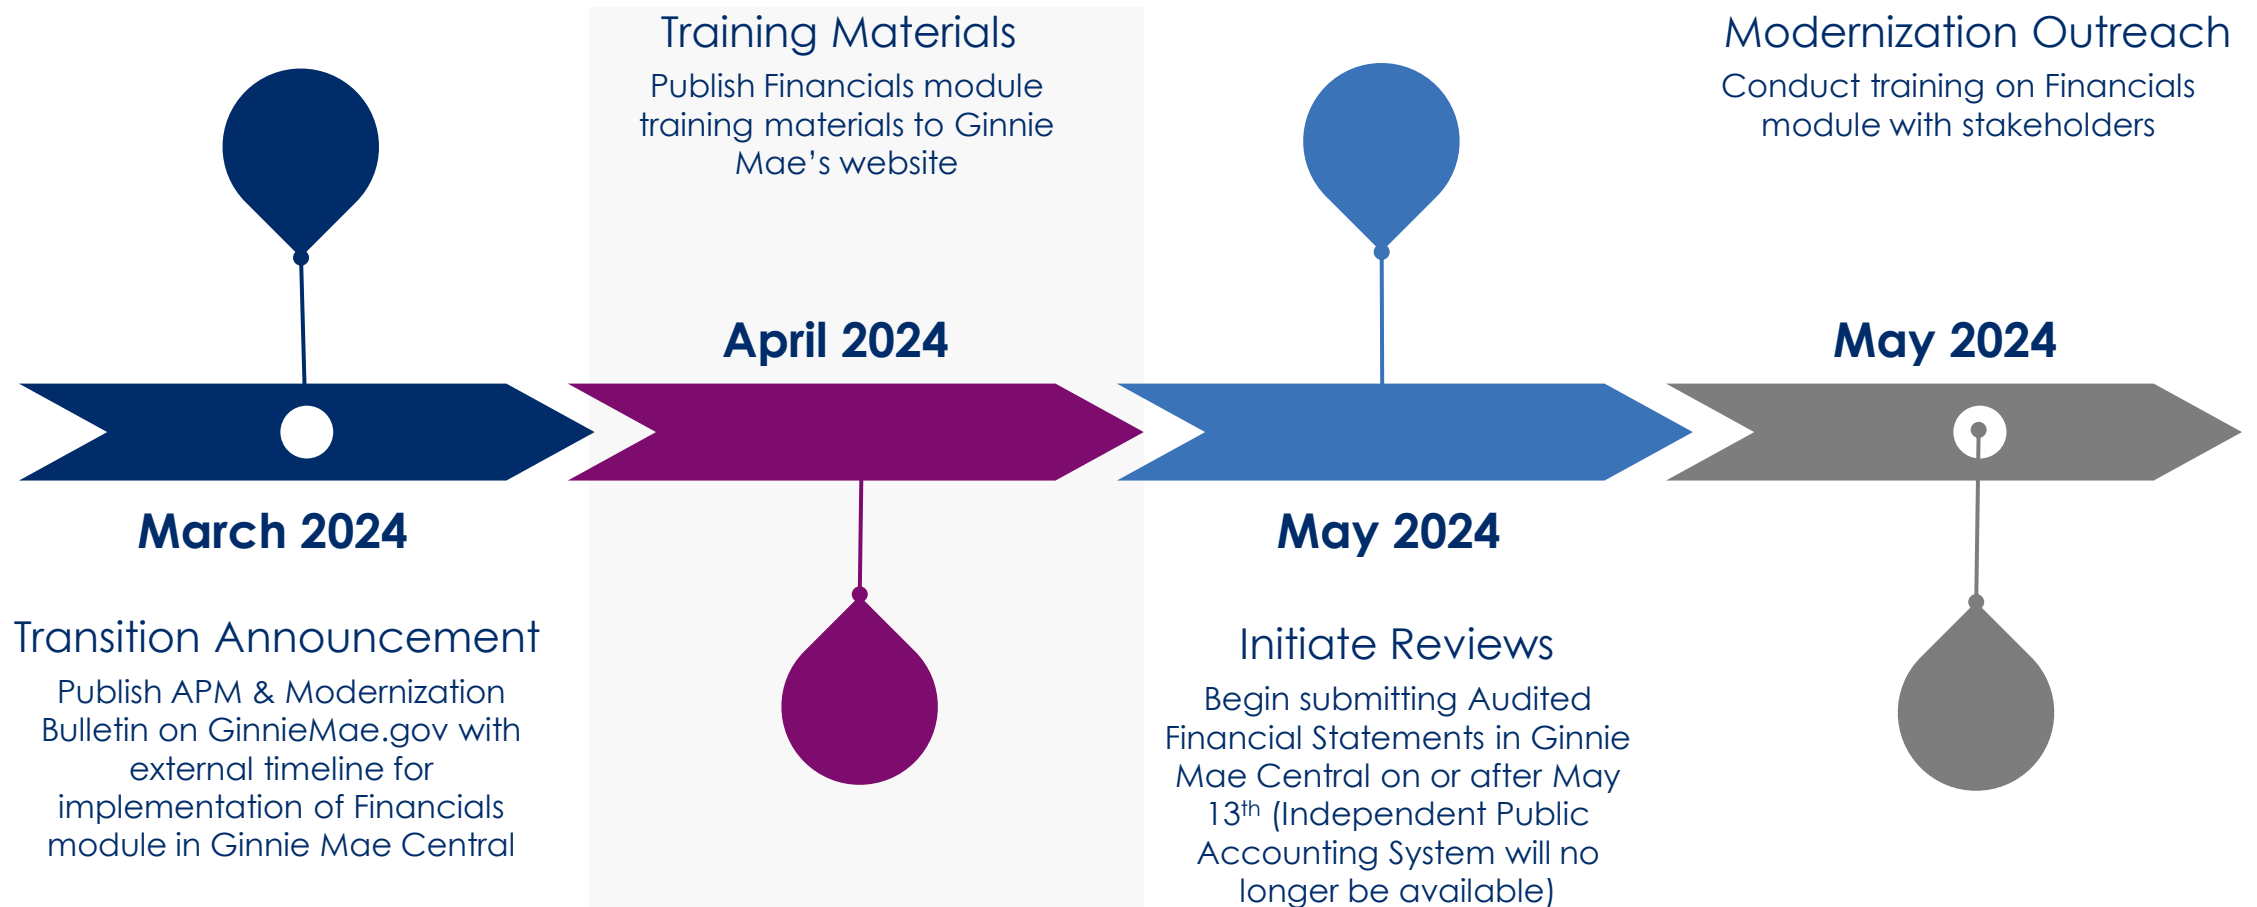 March 2024
Transition Announcement
Publish APM & Modernization
Bulletin on GinnieMae.gov with
external timeline for
implementation of Financials
module in Ginnie Mae Central
Training Materials
Publish Financials module
training materials to Ginnie
Mae’s website
April 2024
May 2024
Initiate Reviews
Begin submitting Audited
Financial Statements in Ginnie
Mae Central on or after May
13th (Independent Public
Accounting System will no
longer be available)
Modernization Outreach
Conduct training on Financials
module with stakeholders
May 2024